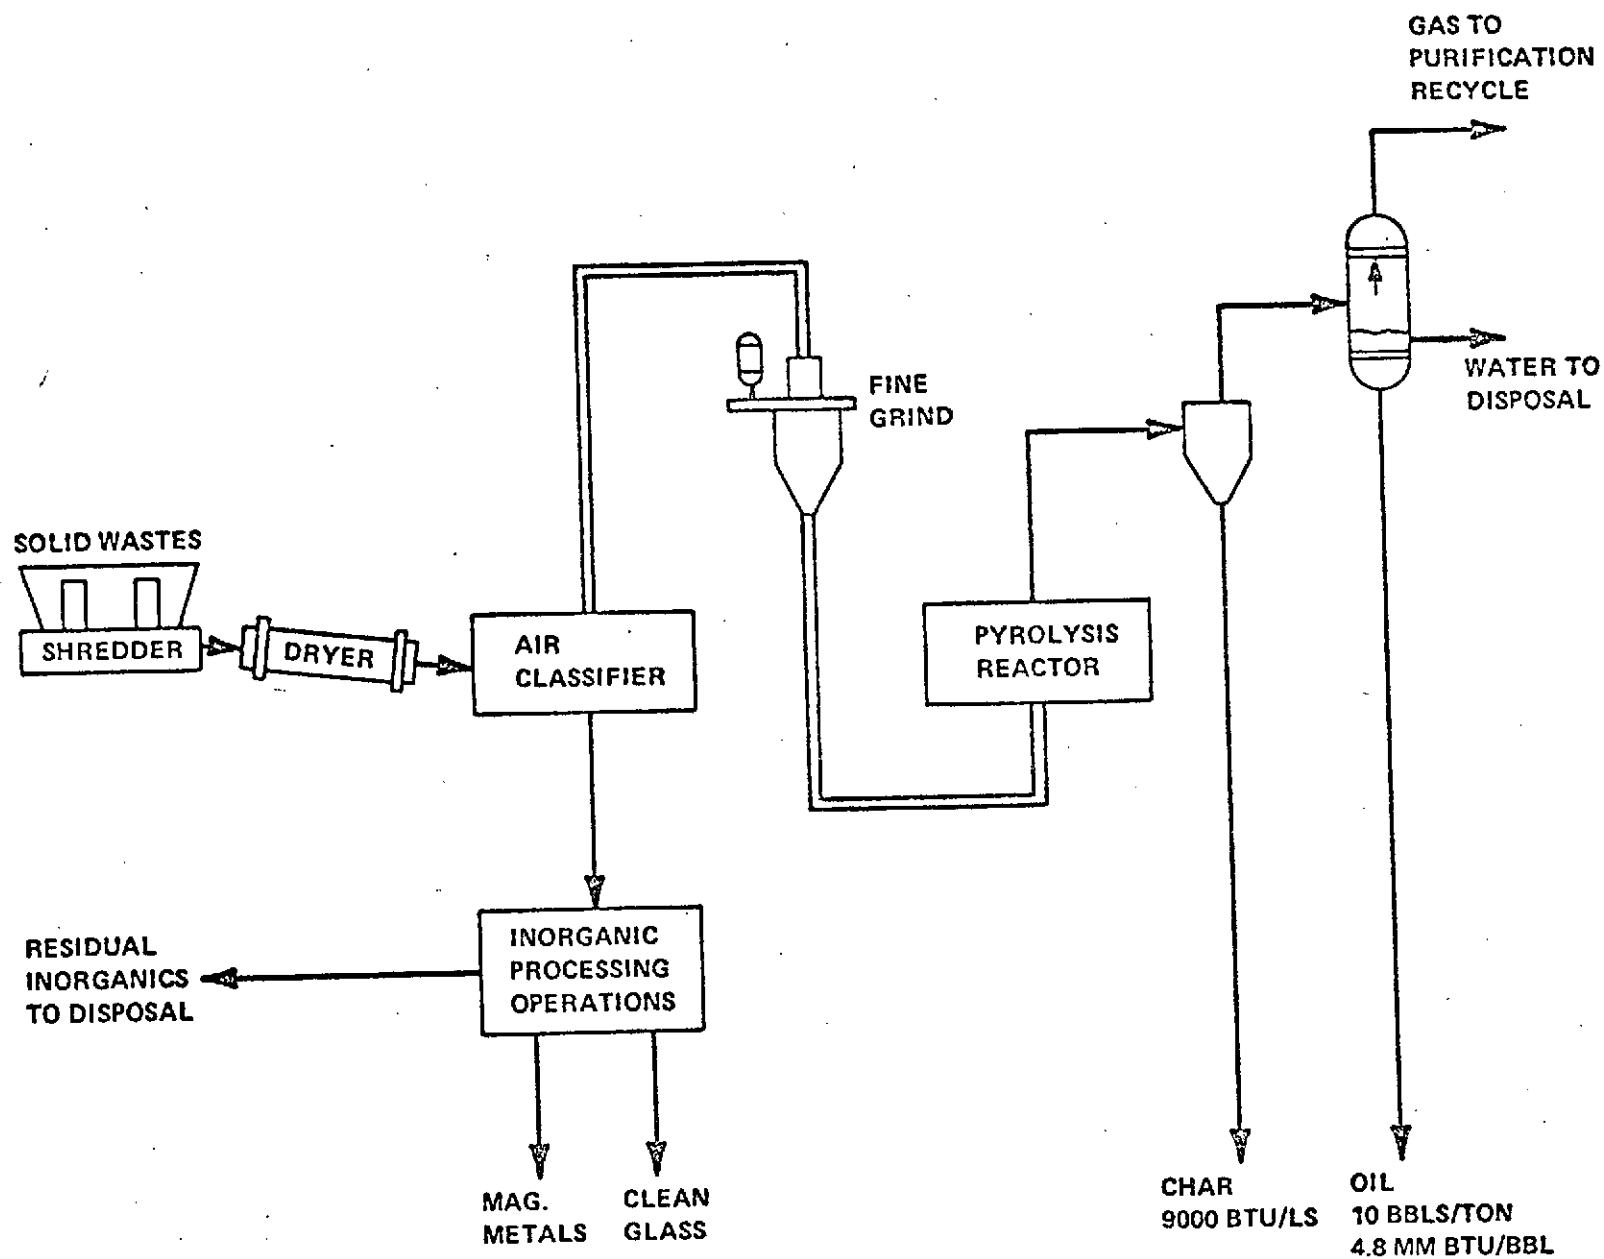 GAS TO
PURIFICATION
RECYCLE
WATER TO
DISPOSAL
FINE
GRIND
SOLID WASTES
SHREDDER
DRYER
AIR
CLASSIFIER
PYROLYSIS
REACTOR
INORGANIC
PROCESSING
OPERATIONS
RESIDUAL
INORGANICS
TO DISPOSAL
MAG.
METALS
CLEAN
GLASS
CHAR
9000 BTU/LS
OIL
10 BBLS/TON
4.8 MM BTU/BBL